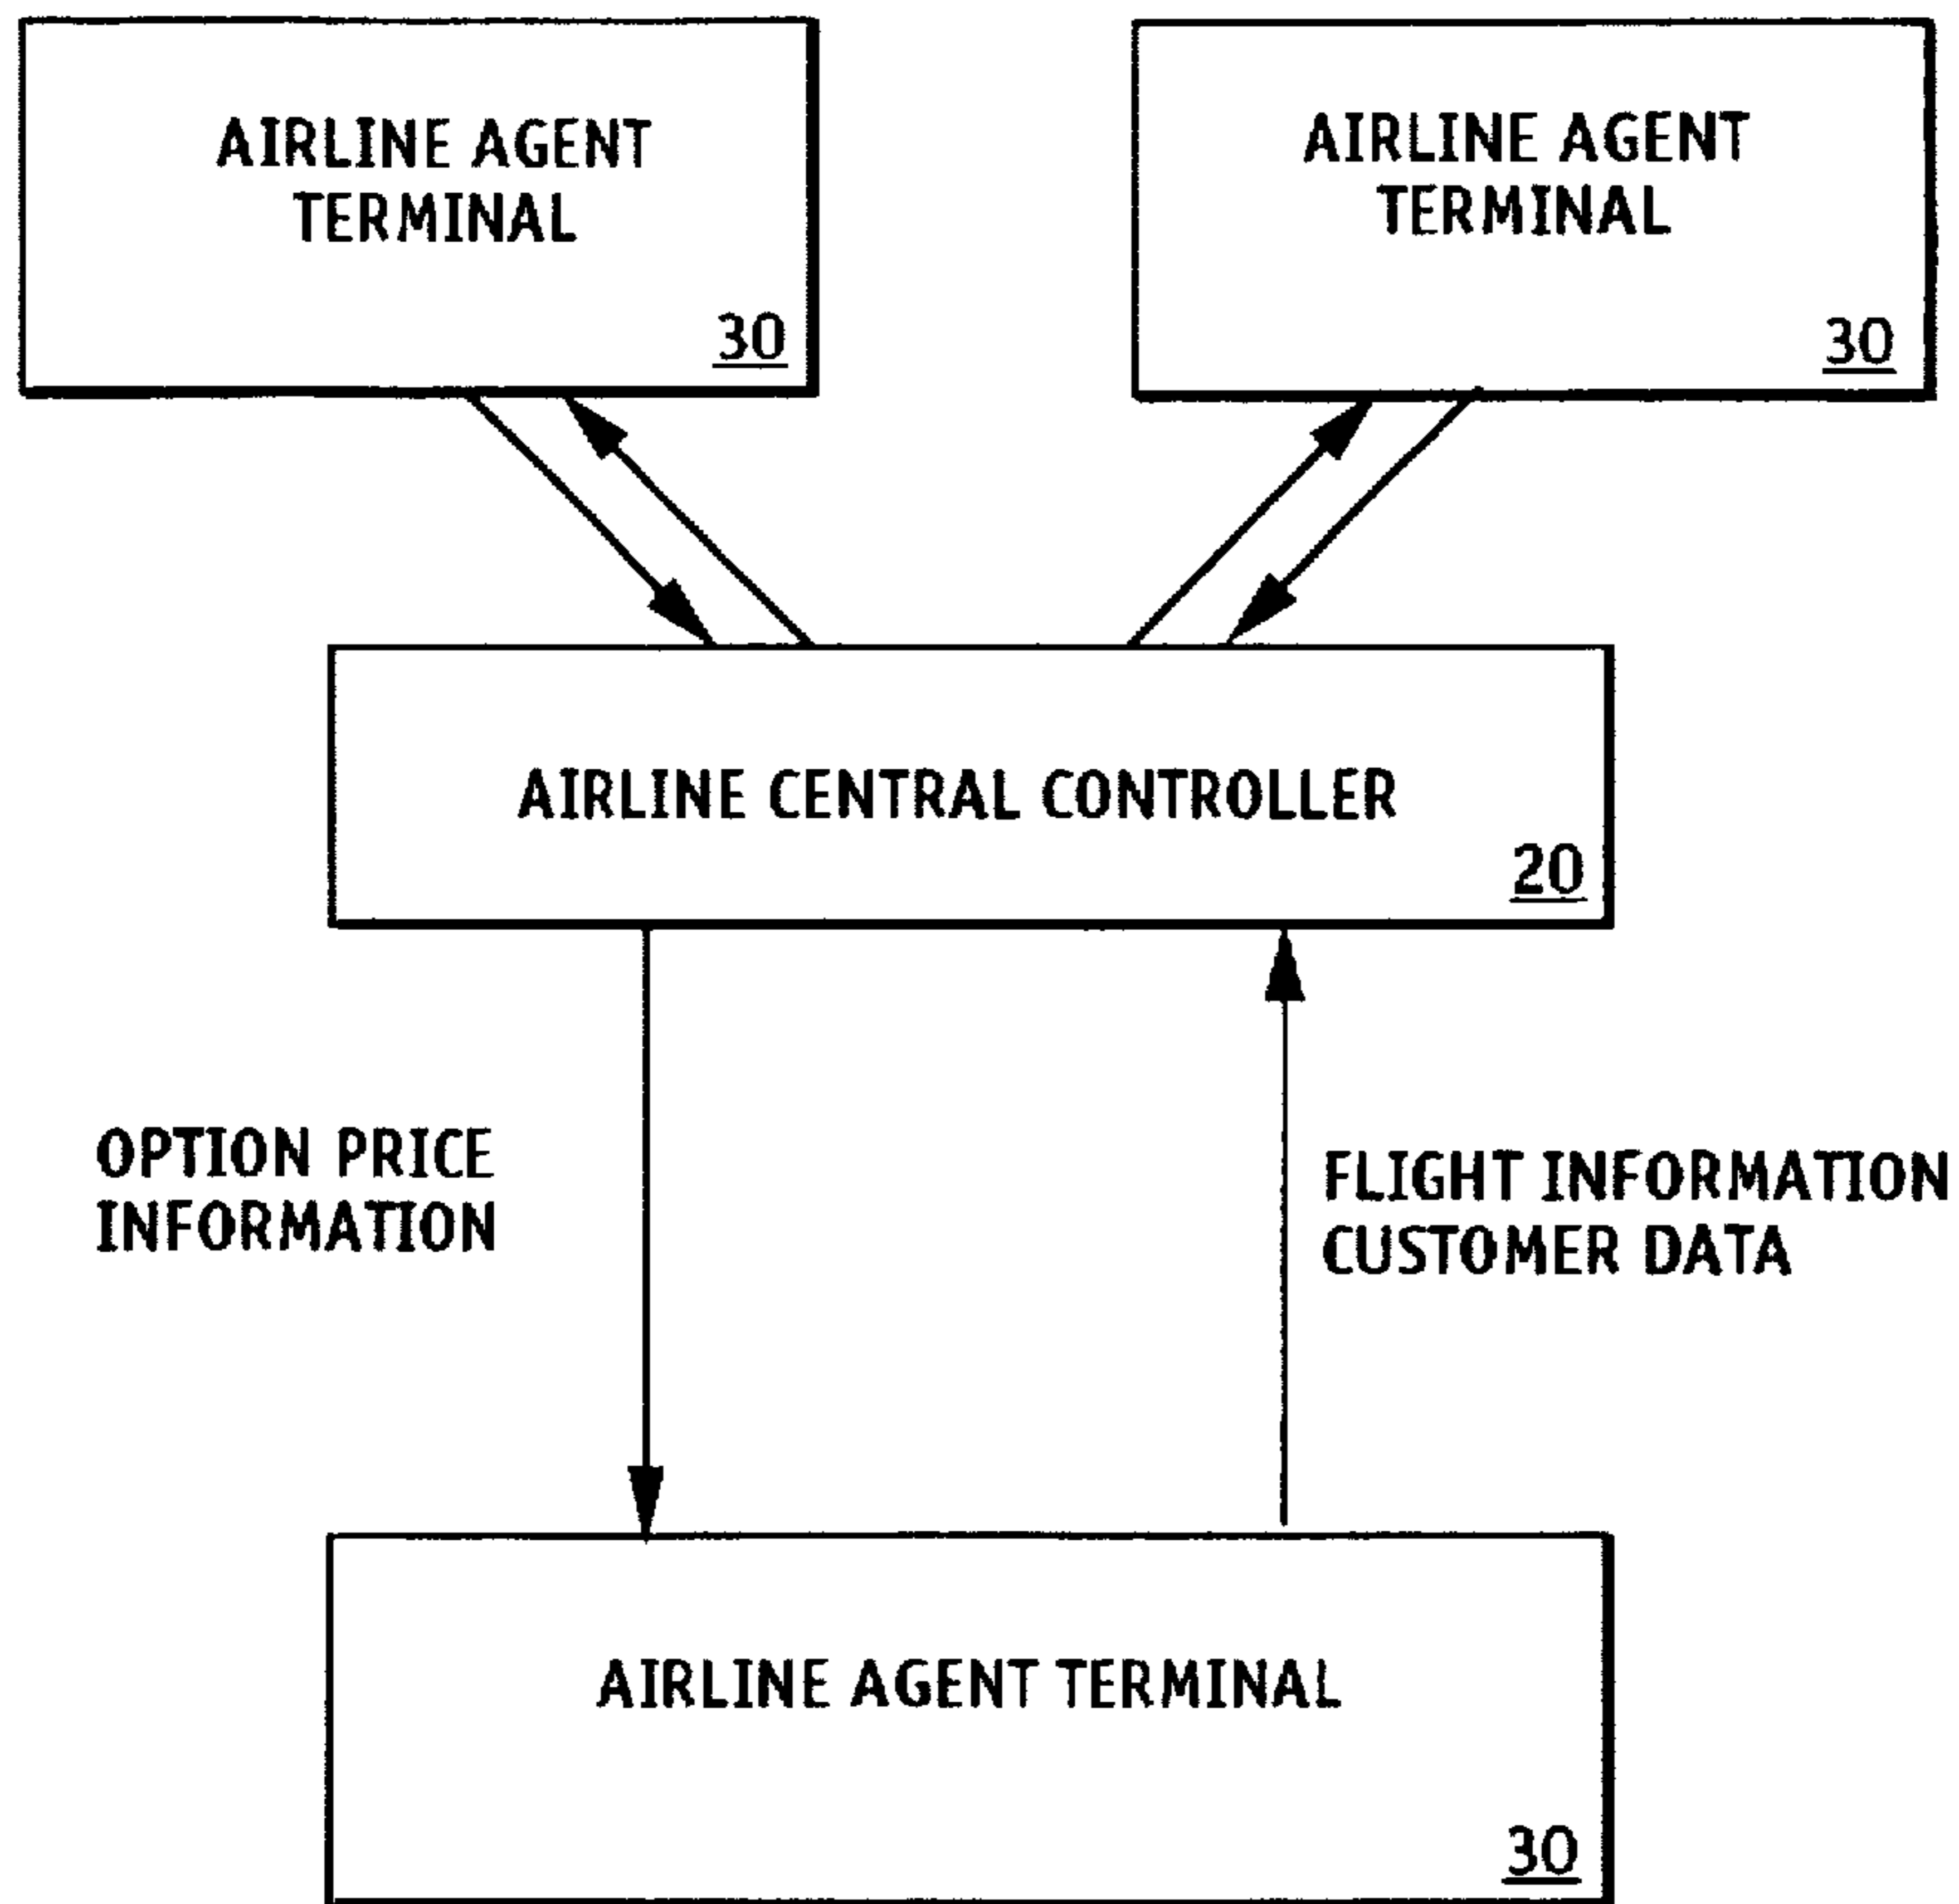 AIRLINE AGENT
TERMINAL
30
AIRLINE AGENT
TERMINAL
30
AIRLINE CENTRAL CONTROLLER
20
OPTION PRICE
INFORMATION
FLIGHT INFORMATION
CUSTOMER DATA
AIRLINE AGENT TERMINAL
30